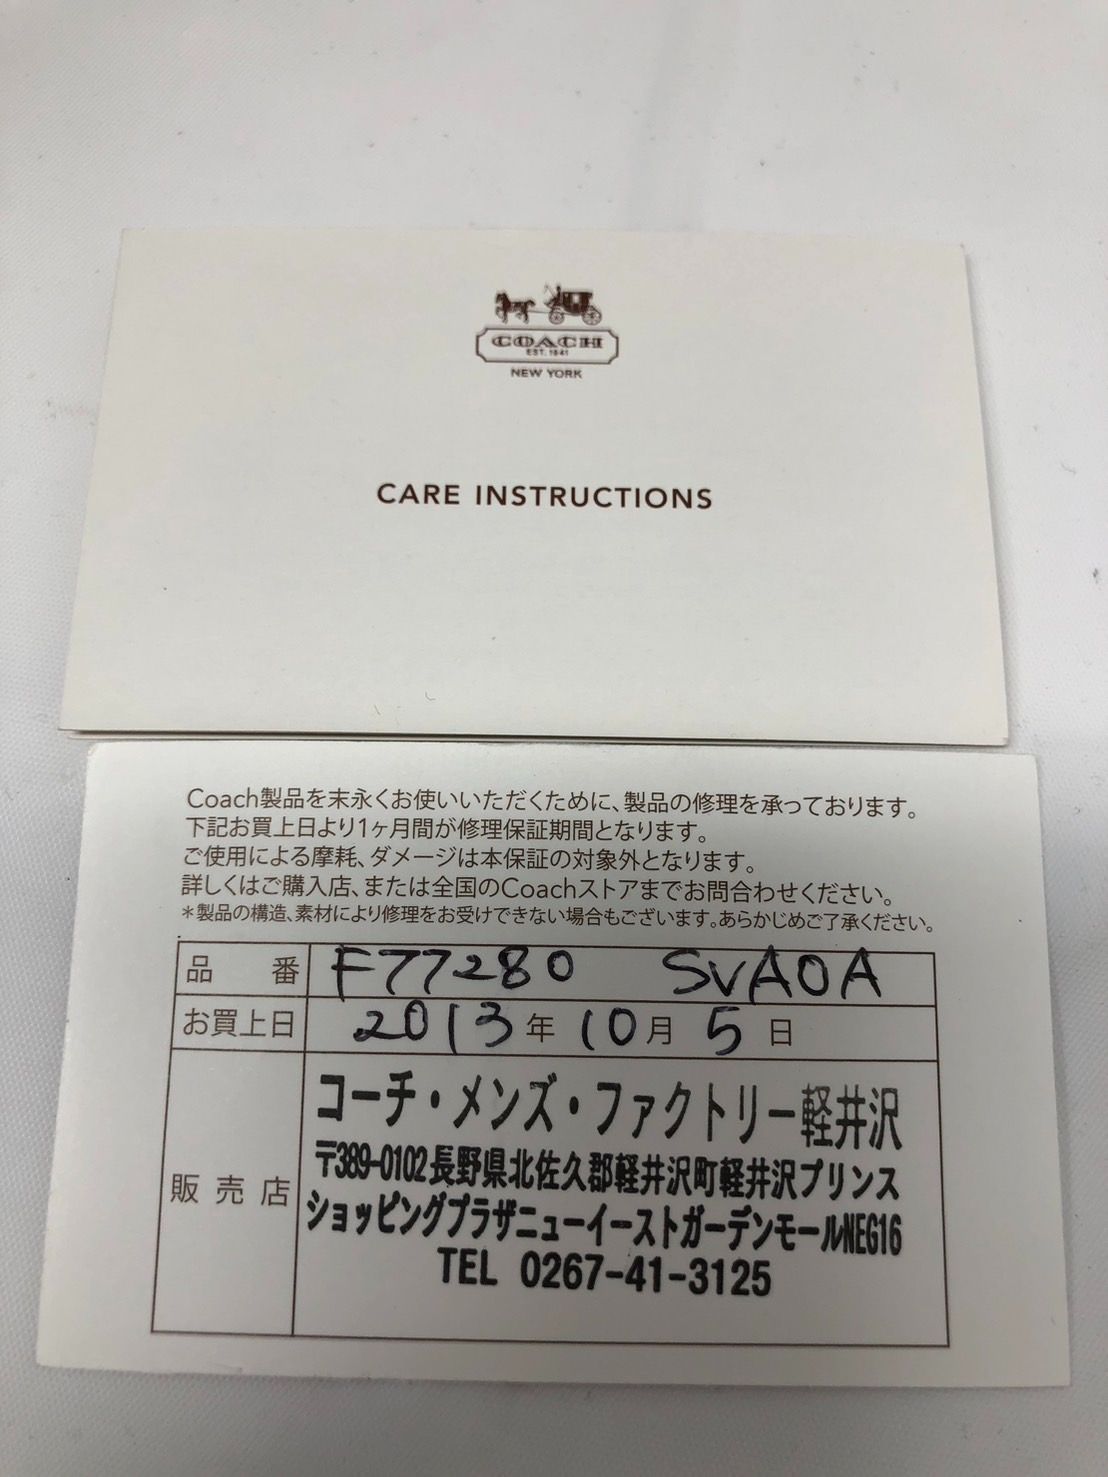 COACH
EST. 1941
NEW YORK
CARE INSTRUCTIONS
Coach製品を末永くお使いいただくために、製品の修理を承っております。
下記お買上日より1ヶ月間が修理保証期間となります。
ご使用による摩耗、ダメージは本保証の対象外となります。
詳しくはご購入店、または全国のCoachストアまでお問合わせください。
*製品の構造、素材により修理をお受けできない場合もございます。あらかじめご了承ください。
品番 F77280 SVAOA
お買上日 2013年10月5日
販売店
コーチ・メンズ・ファクトリー軽井沢
〒389-0102長野県北佐久郡軽井沢町軽井沢プリンス
ショッピングプラザニューイーストガーデンモールNEG16
TEL 0267-41-3125